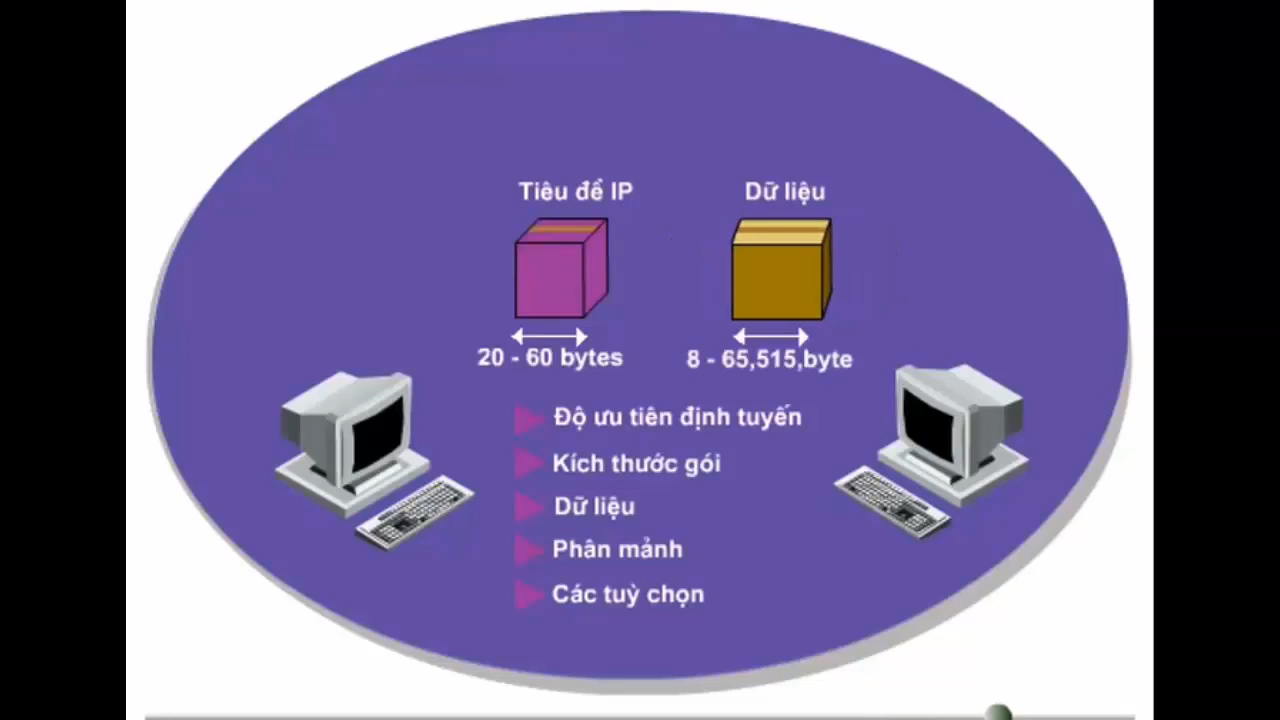 Tiêu để IP
Dữ liệu
20 - 60 bytes
8 - 65,515,byte
Độ ưu tiên định tuyến
Kích thước gói
Dữ liệu
Phân mảnh
Các tuỳ chọn